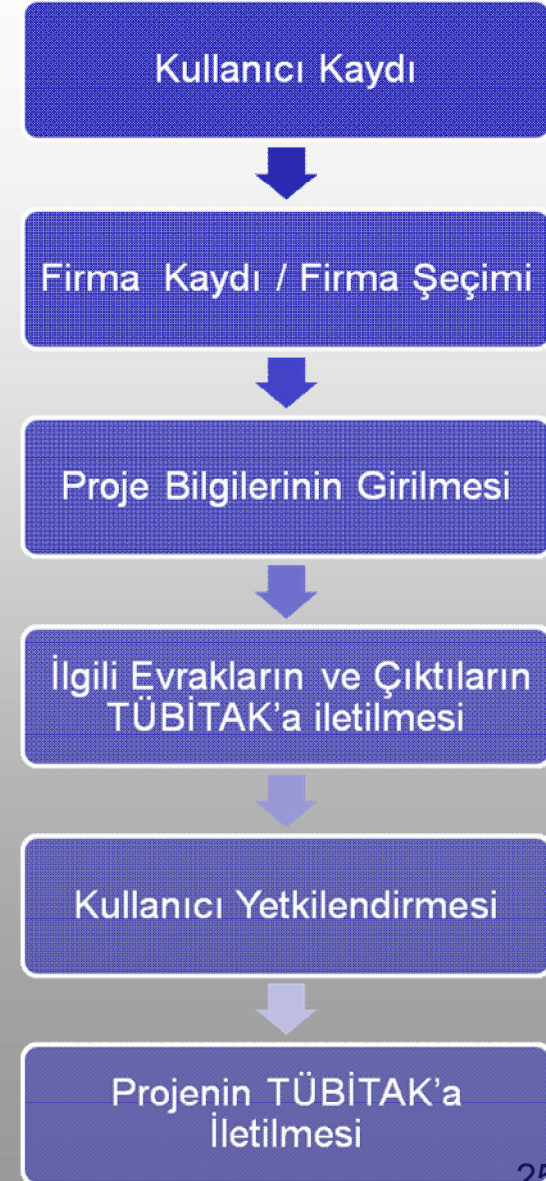 Kullanıcı Kaydı
Firma Kaydı / Firma Şeçimi
Proje Bilgilerinin Girilmesi
İlgili Evrakların ve Çıktıların
TÜBİTAK'a iletilmesi
Kullanıcı Yetkilendirmesi
Projenin TÜBİTAK'a
İletilmesi
25